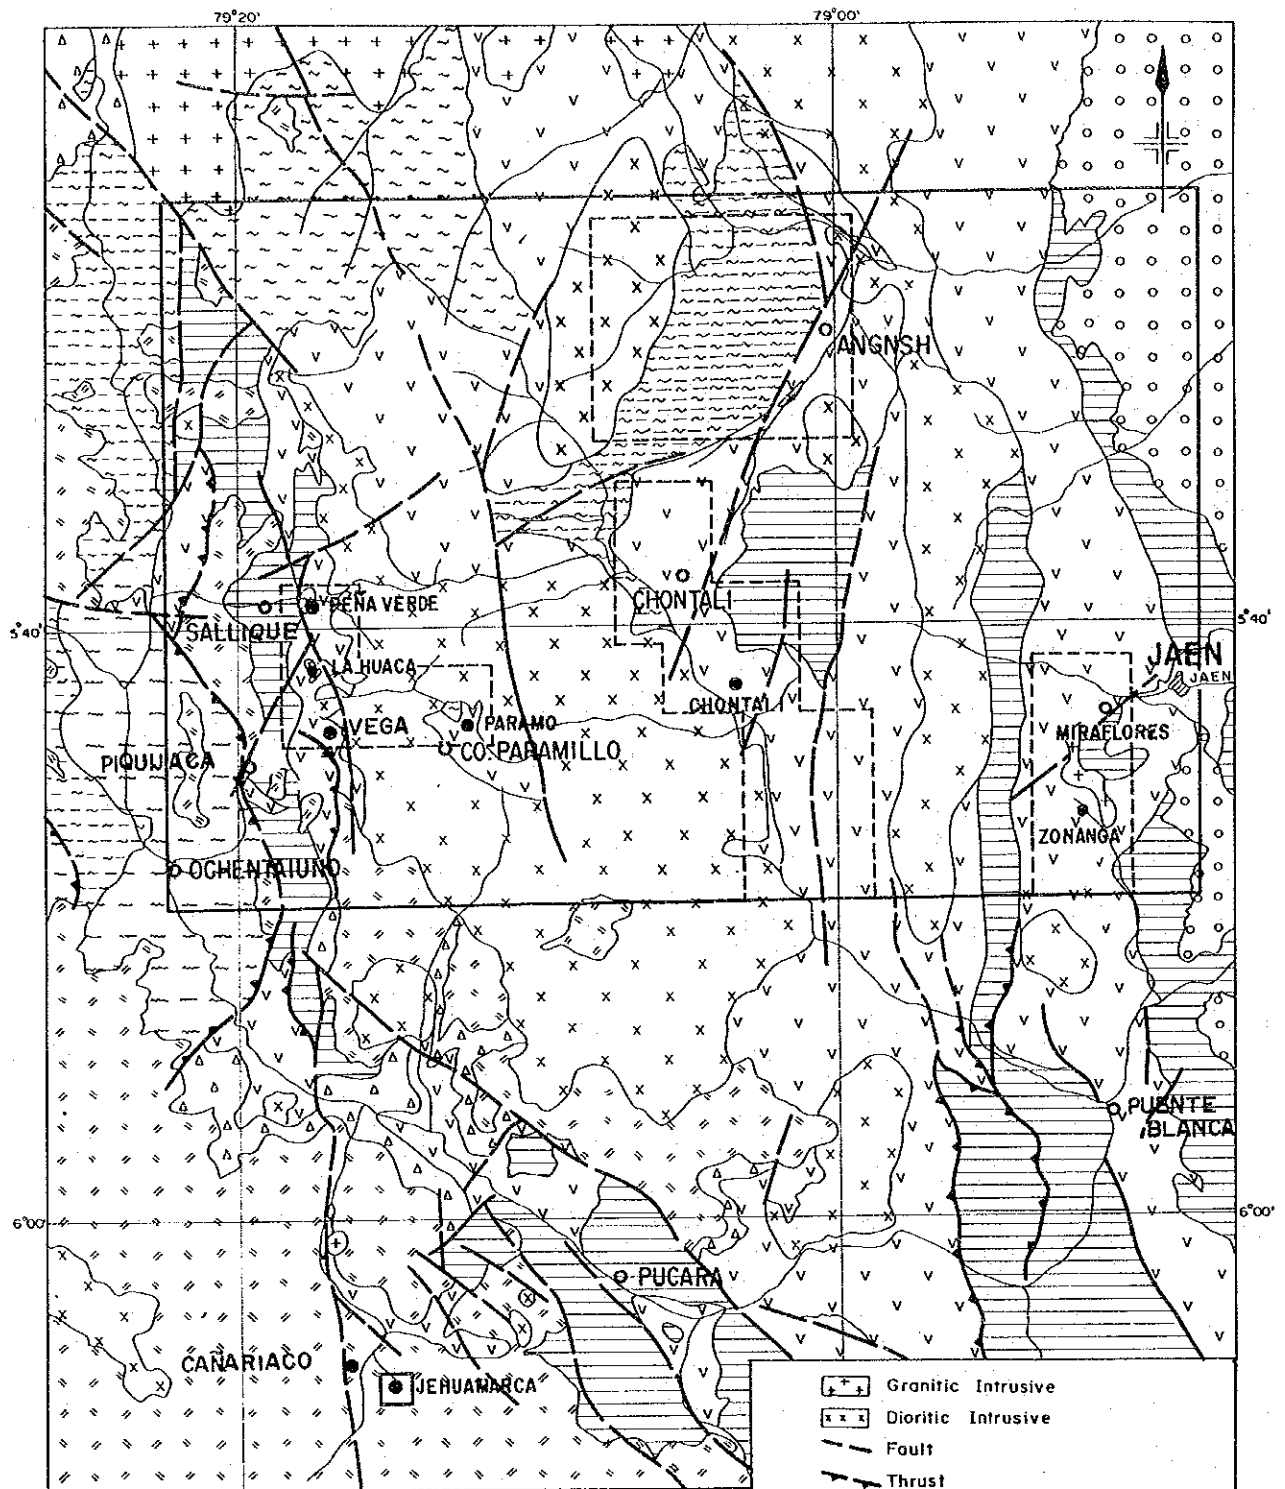 79°20'
79°00'
ANGNSH
CHONTALI
PEÑA VERDE
SALLIQUE
5°40'
5°40'
JAEN
JAEN
LA HUACA
CHONTALI
VEGA
PARAMO
MIRAFLORES
CO. PARAMILLO
PIQUIJACA
ZONANGA
OCHENTAIUNO
PUENTE
BLANCA
6°00'
6°00'
PUCARA
CAÑARIACO
JEHUAMARCA
Granitic Intrusive
Dioritic Intrusive
Fault
Thrust